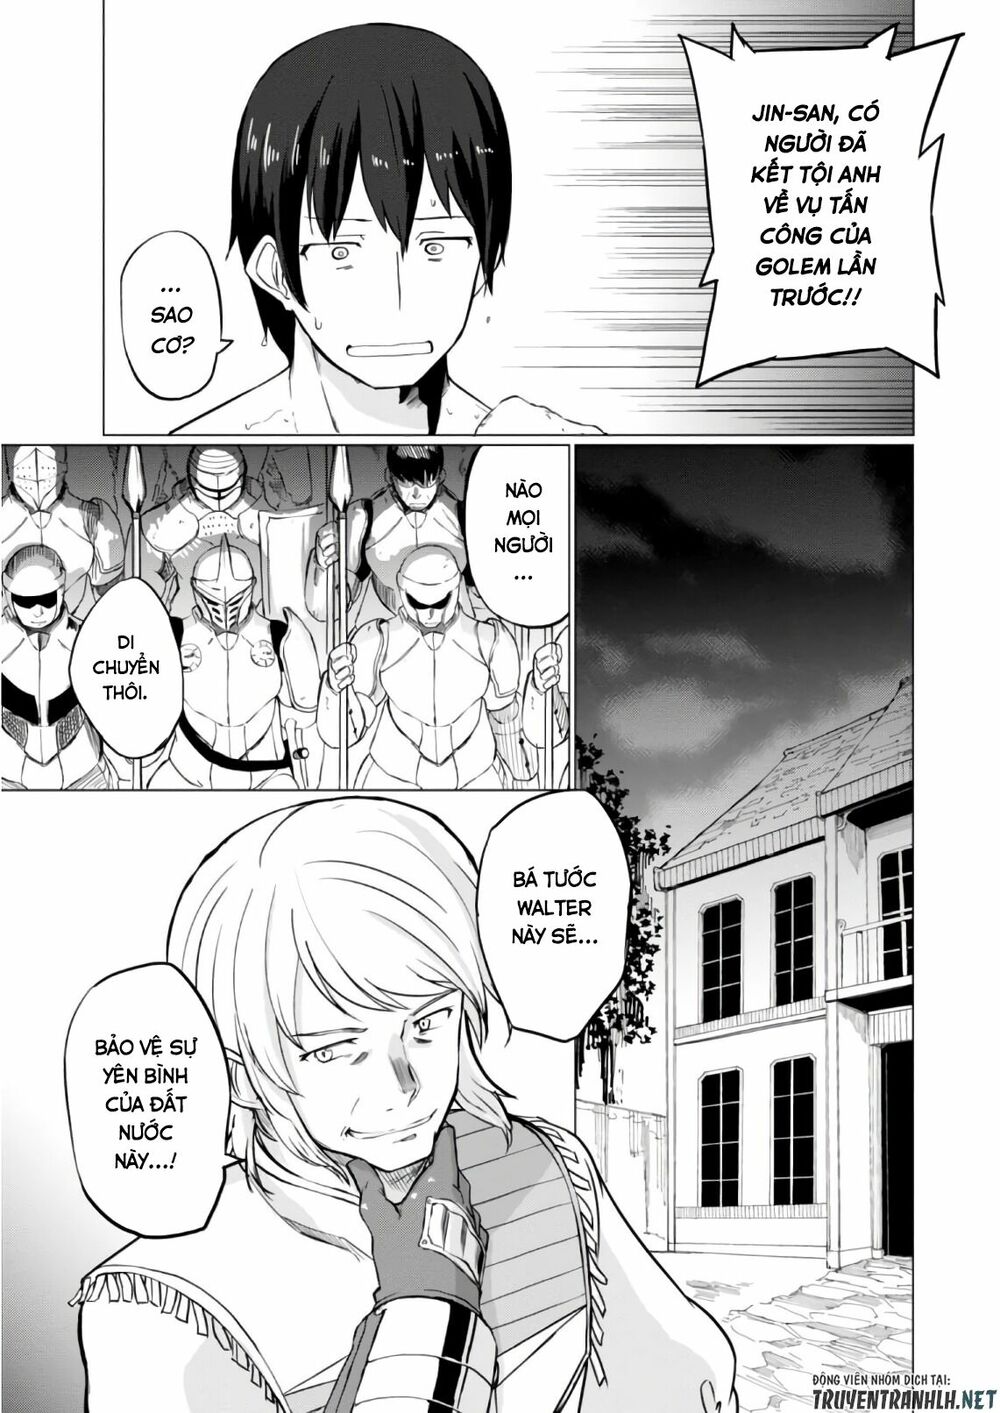 JIN-SAN, CÓ
NGƯỜI ĐÃ
KẾT TỘI ANH
VỀ VỤ TẤN
CÔNG CỦA
GOLEM LẦN
TRƯỚC!!
...
SAO
CƠ?
NÀO
MỌI
NGƯỜI
...
DI
CHUYỂN
THÔI.
BÁ TƯỚC
WALTER
NÀY SẼ...
BẢO VỆ SỰ
YÊN BÌNH
CỦA ĐẤT
NƯỚC
NÀY...!
ĐỘNG VIÊN NHÓM DỊCH TẠI:
TRUYENTRANHLH.NET